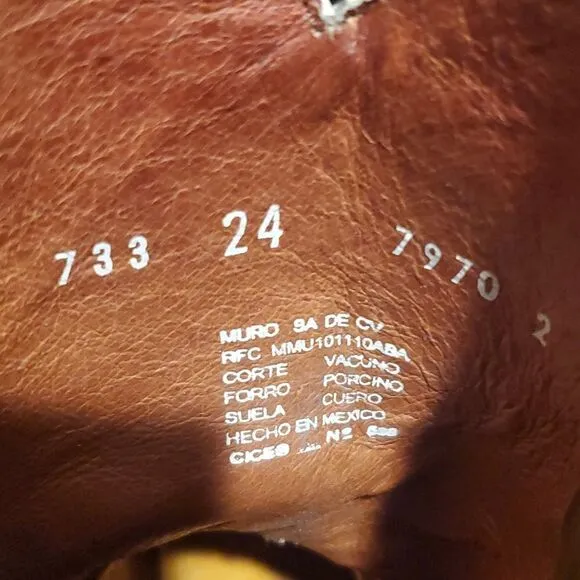 733 24 7970 2
MURO SA DE CV
RFC MMU101110ABA
CORTE VACUNO
FORRO PORCINO
SUELA CUERO
HECHO EN MEXICO
CICEG Nº